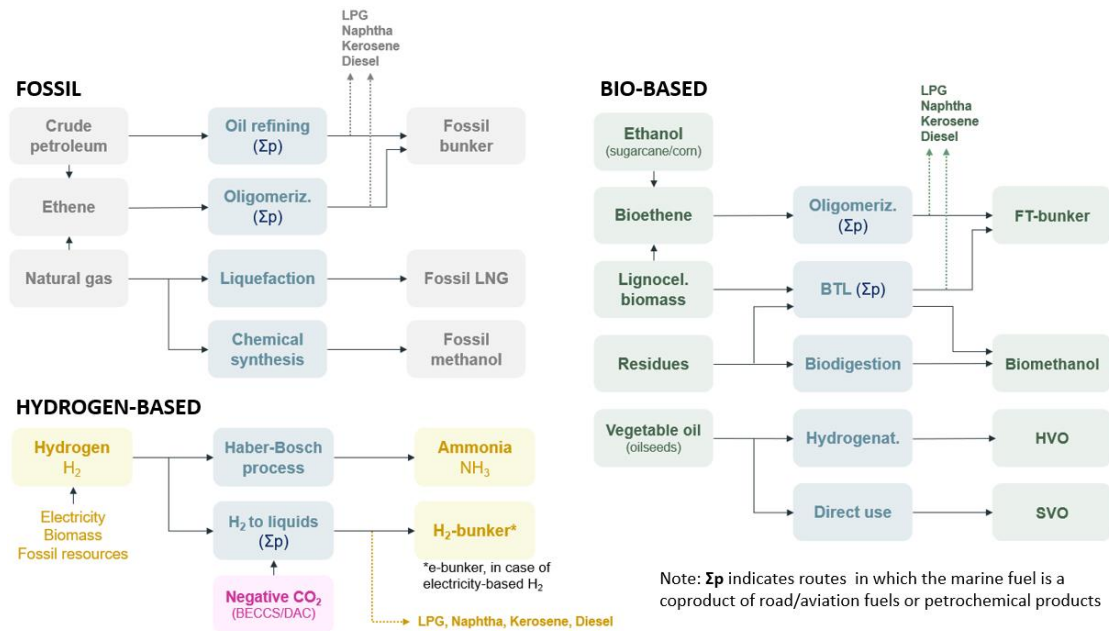 LPG
Naphtha
Kerosene
Diesel
FOSSIL
Crude
petroleum
Oil refining
(Σp)
Fossil
bunker
Ethene
Oligomeriz.
(Σp)
Natural gas
Liquefaction
Fossil LNG
Chemical
synthesis
Fossil
methanol
HYDROGEN-BASED
Hydrogen
H₂
Haber-Bosch
process
Ammonia
NH₃
Electricity
Biomass
Fossil resources
H₂ to liquids
(Σp)
H₂-bunker*
*e-bunker, in case of
electricity-based H₂
Negative CO₂
(BECCS/DAC)
LPG, Naphtha, Kerosene, Diesel
BIO-BASED
LPG
Naphtha
Kerosene
Diesel
Ethanol
(sugarcane/corn)
Bioethene
Oligomeriz.
(Σp)
FT-bunker
Lignocel.
biomass
BTL (Σp)
Residues
Biodigestion
Biomethanol
Vegetable oil
(oilseeds)
Hydrogenat.
HVO
Direct use
SVO
Note: Σp indicates routes in which the marine fuel is a
coproduct of road/aviation fuels or petrochemical products